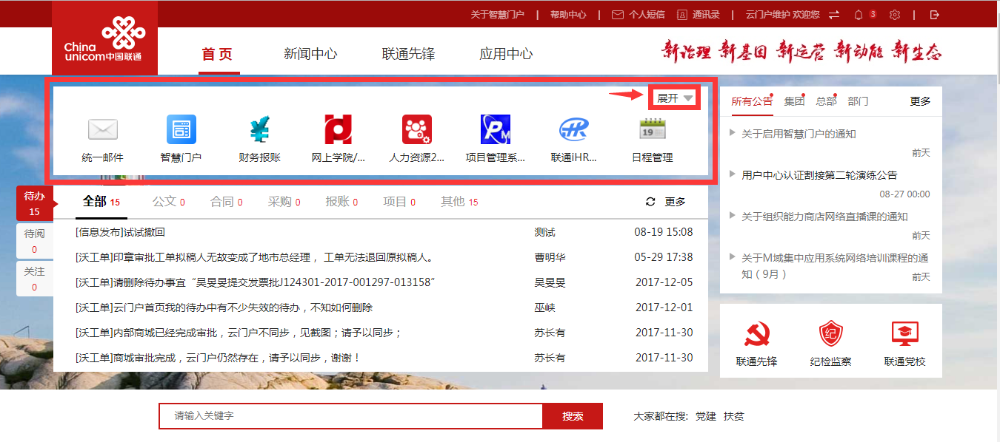 关于智慧门户 | 帮助中心 | 个人短信 通讯录 | 云门户维护 欢迎您 3 |
China
unicom中国联通
首页 新闻中心 联通先锋 应用中心
新治理 新基因 新运营 新动能 新生态
展开
统一邮件 智慧门户 财务报账 网上学院/... 人力资源2... 项目管理系... 联通iHR... 日程管理
19
所有公告 集团 总部 部门 更多
关于启用智慧门户的通知
前天
用户中心认证割接第二轮演练公告
08-27 00:00
关于组织能力商店网络直播课的通知
前天
关于M域集中应用系统网络培训课程的通
知（9月）
前天
待办
15
待阅
0
关注
0
全部 15 公文 0 合同 0 采购 0 报账 0 项目 0 其他 15 更多
[信息发布]试试撤回 测试 08-19 15:08
[沃工单]印章审批工单拟稿人无故变成了地市总经理， 工单无法退回原拟稿人。 曹明华 05-29 17:38
[沃工单]请删除待办事宜“吴旻旻提交发票批J124301-2017-001297-013158” 吴旻旻 2017-12-05
[沃工单]云门户首页我的待办中有不少失效的待办，不知如何删除 巫峡 2017-12-01
[沃工单]内部商城已经完成审批，云门户不同步，见截图；请予以同步； 苏长有 2017-11-30
[沃工单]商城审批完成，云门户仍然存在，请予以同步，谢谢！ 苏长有 2017-11-30
纪
联通先锋 纪检监察 联通党校
请输入关键字 搜索 大家都在搜: 党建 扶贫